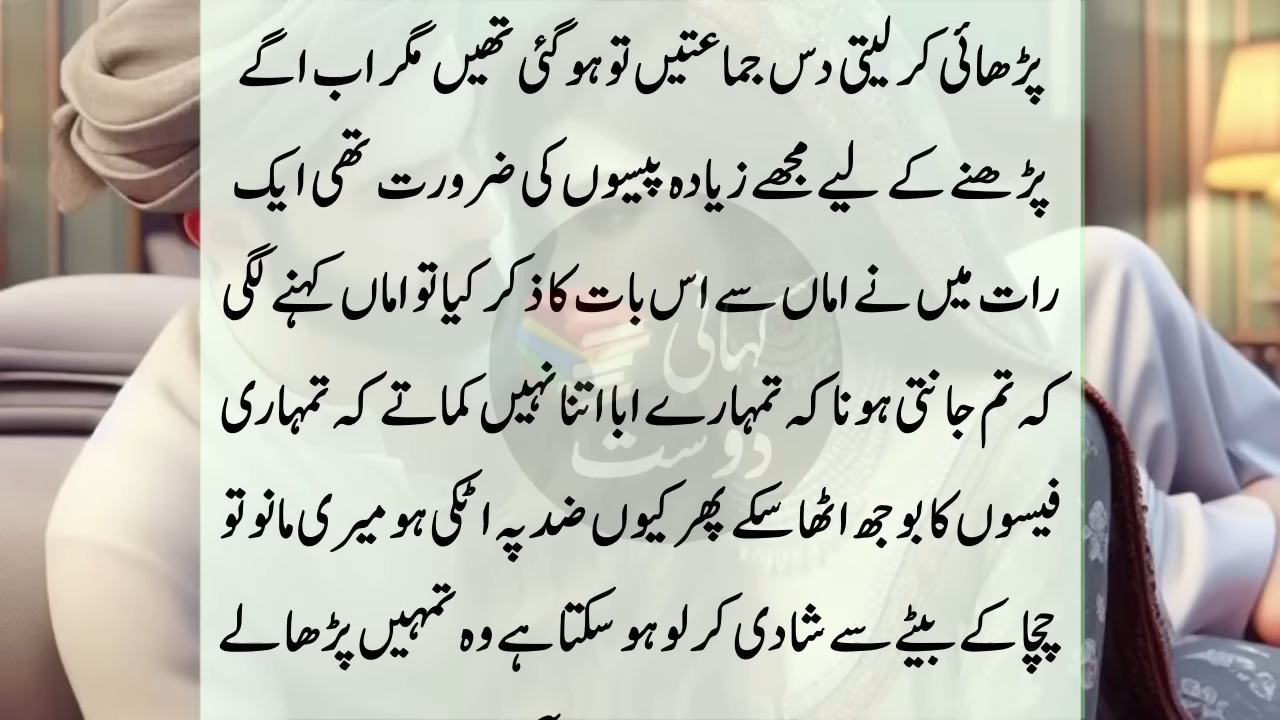 پڑھائی کر لیتی دس جماعتیں تو ہو گئی تھیں مگر اب اگے
پڑھنے کے لیے مجھے زیادہ پیسوں کی ضرورت تھی ایک
رات میں نے اماں سے اس بات کا ذکر کیا تو اماں کہنے لگی
کہ تم جانتی ہو نا کہ تمہارے ابا اتنا نہیں کماتے کہ تمہاری
فیسوں کا بوجھ اٹھا سکے پھر کیوں ضد پہ اٹکی ہو میری مانو تو
چچا کے بیٹے سے شادی کر لو ہو سکتا ہے وہ تمہیں پڑھا لے
کہانی
دوست